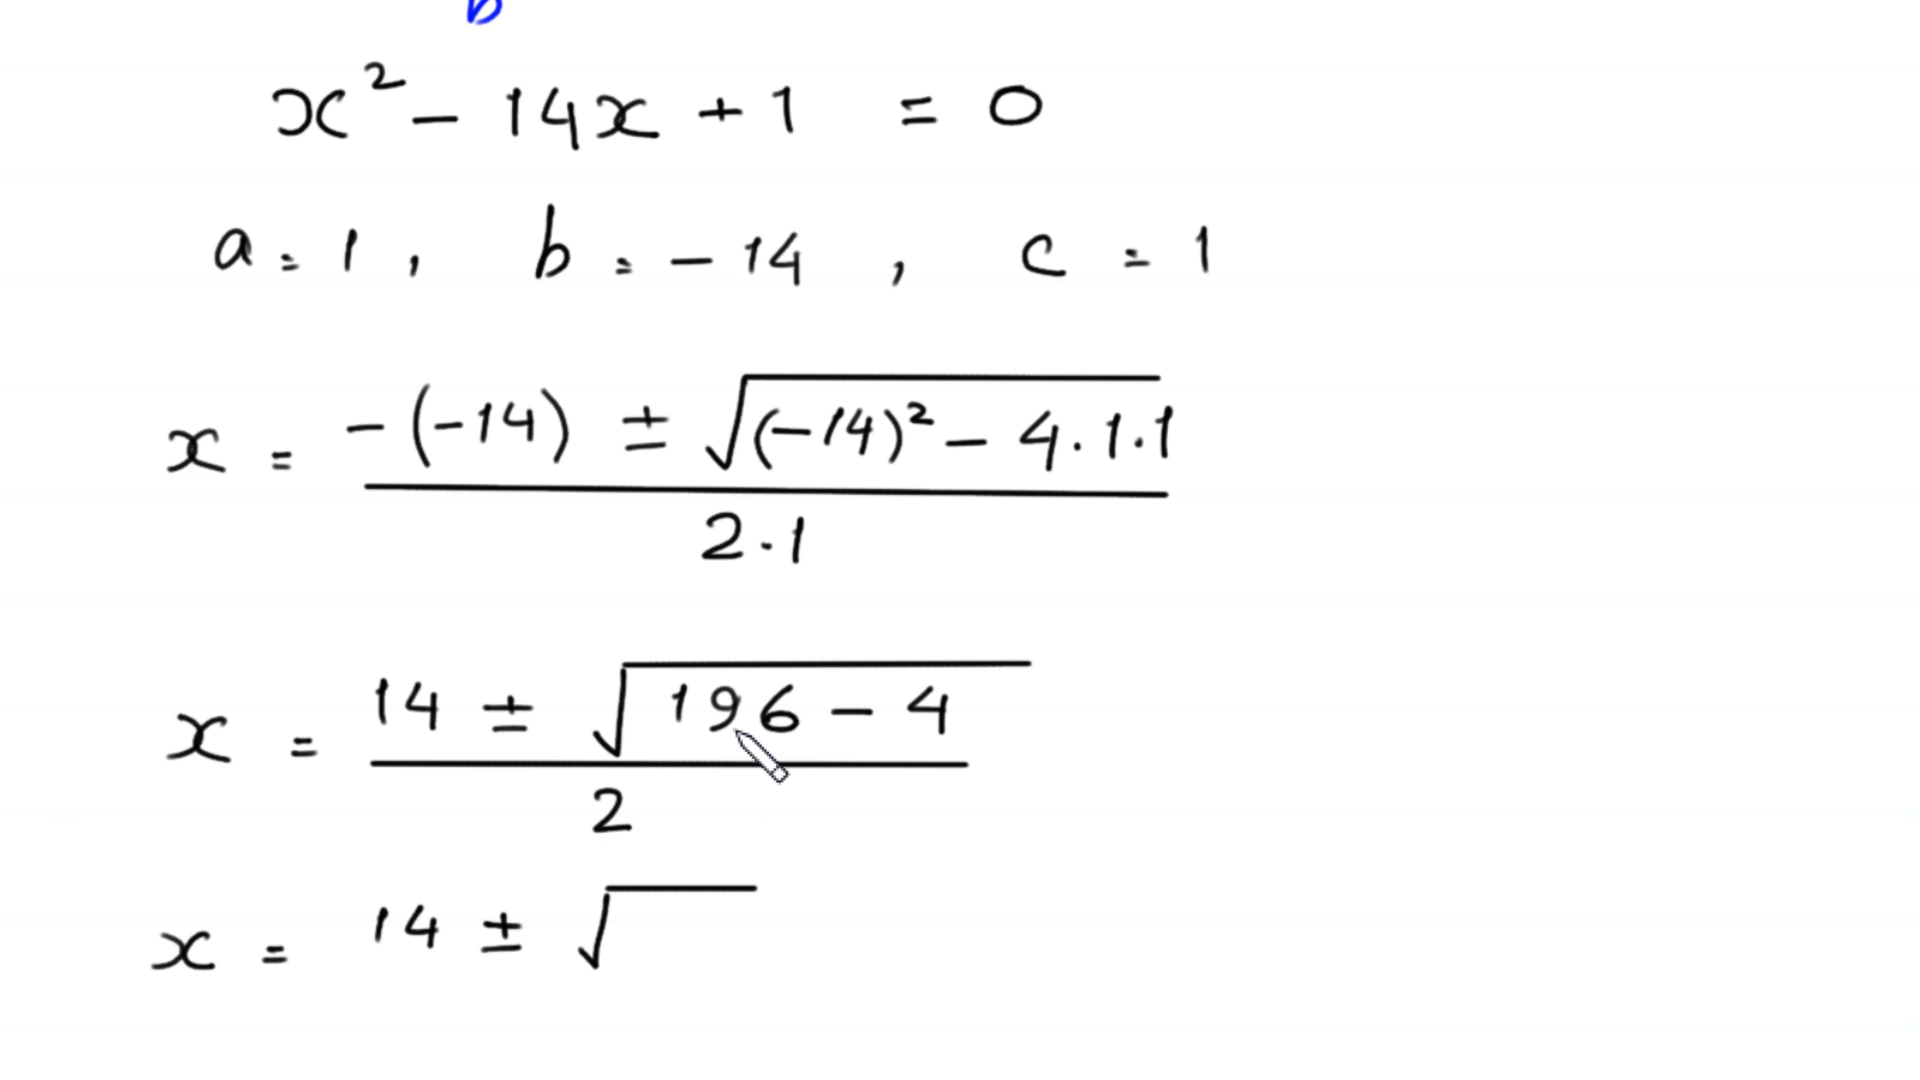 b
x² - 14x + 1 = 0
a = 1, b = -14, c = 1
x = (-(-14) ± √((-14)² - 4·1·1)) / (2·1)
x = (14 ± √(196 - 4)) / 2
x = 14 ± √